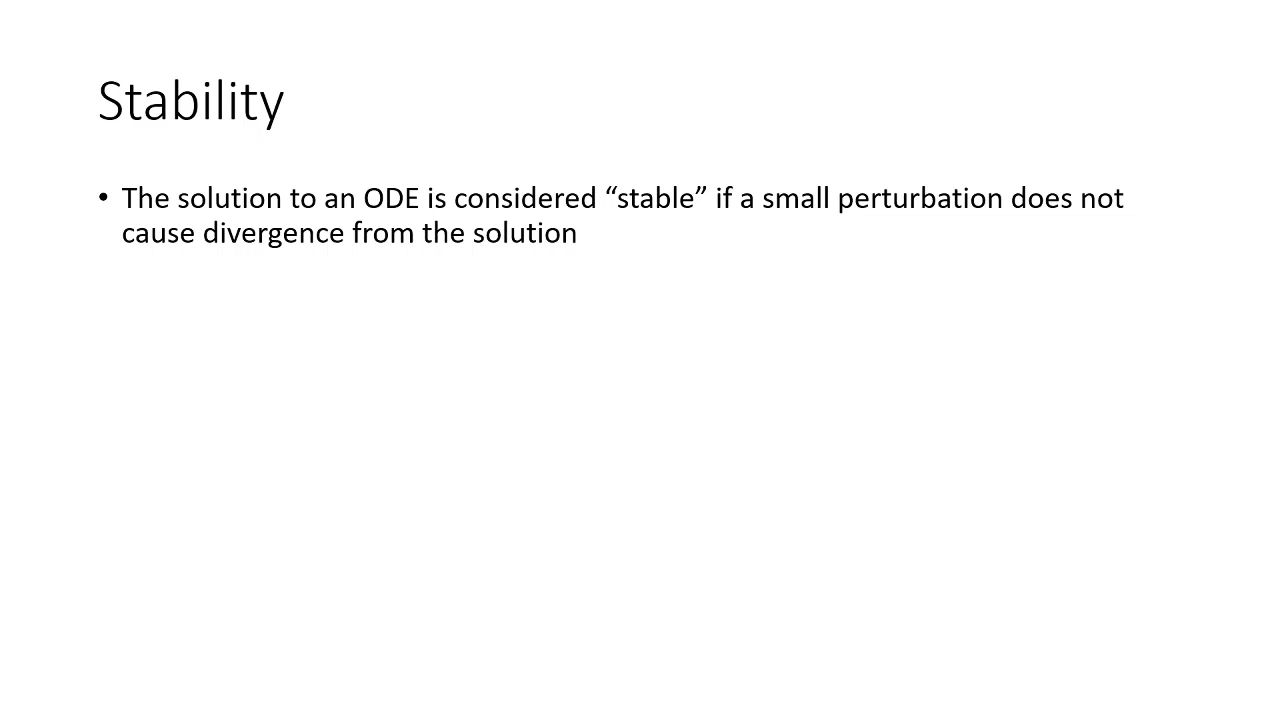 Stability
• The solution to an ODE is considered “stable” if a small perturbation does not
cause divergence from the solution